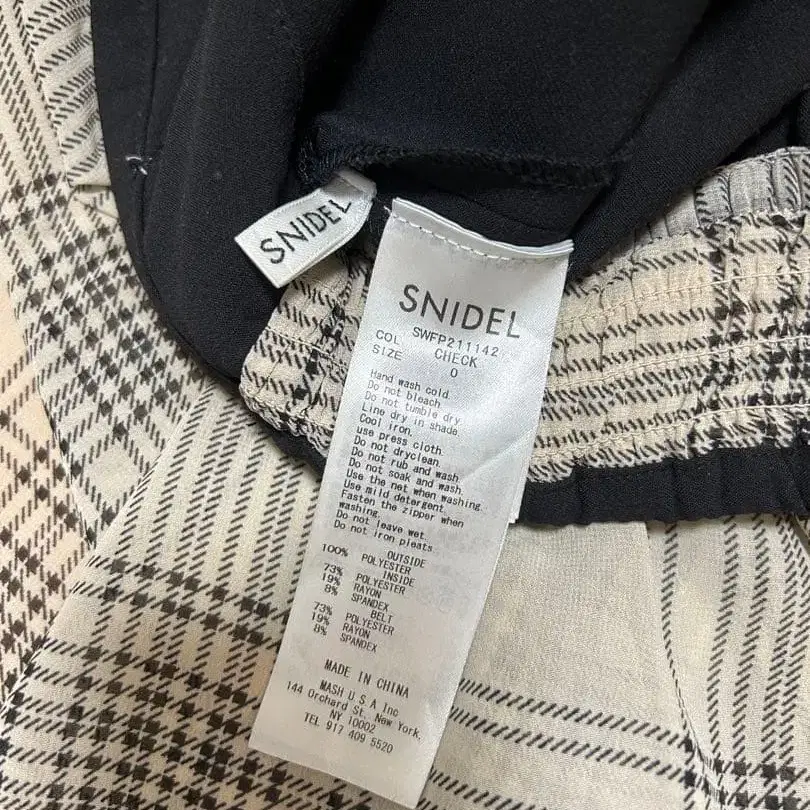 SNIDEL
SNIDEL
SWFP211142
COL CHECK
SIZE 0
Hand wash cold
Do not bleach
Do not tumble dry
Line dry in shade
Cool iron.
use press cloth.
Do not dryclean.
Do not rub and wash
Do not soak and wash.
Use the net when washing.
Use mild detergent.
Fasten the zipper when
washing.
Do not leave wet.
Do not iron pleats.
OUTSIDE
100% POLYESTER
INSIDE
73% POLYESTER
19% RAYON
8% SPANDEX
BELT
73% POLYESTER
19% RAYON
8% SPANDEX
MADE IN CHINA
MASH U S A Inc
144 Orchard St. New York,
NY 10002
TEL 917 409 5520